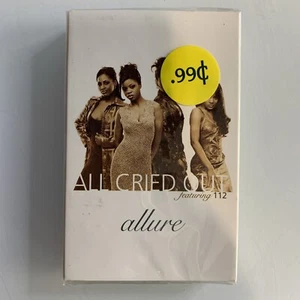 .99¢
ALL CRIED OUT
featuring 112
allure